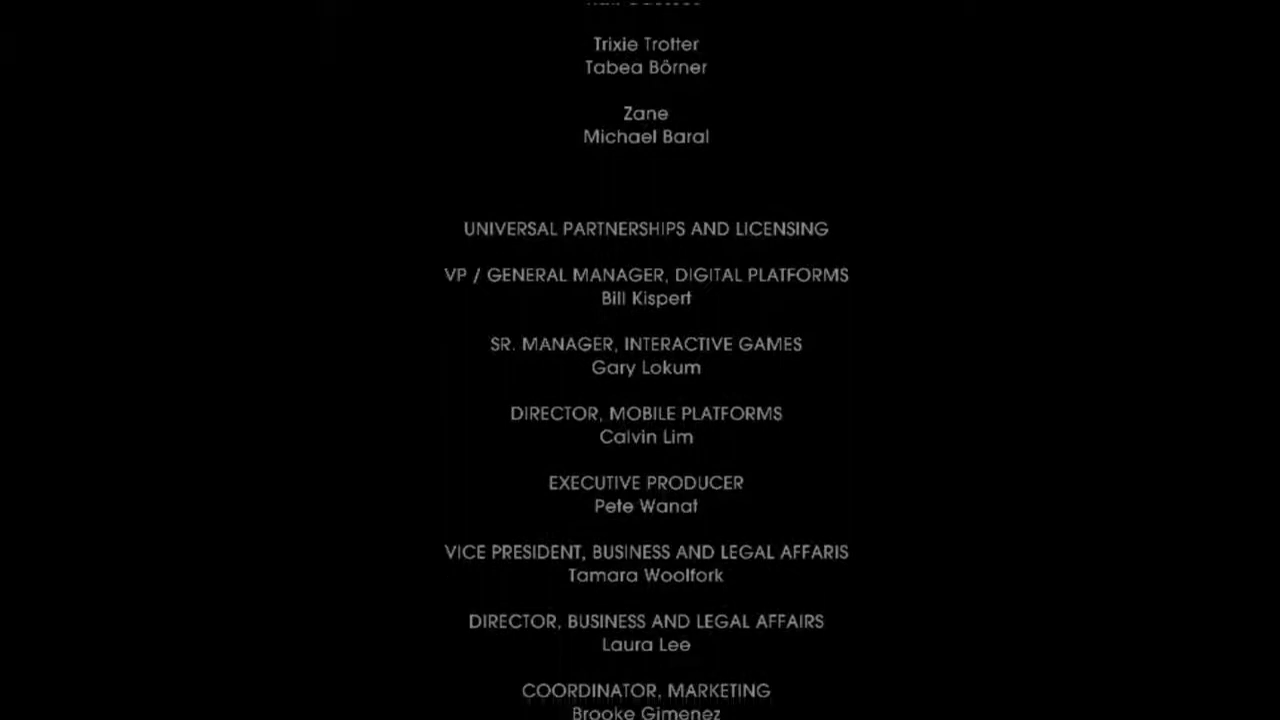 Trixie Trotter
Tabea Börner
Zane
Michael Baral
UNIVERSAL PARTNERSHIPS AND LICENSING
VP / GENERAL MANAGER, DIGITAL PLATFORMS
Bill Kispert
SR. MANAGER, INTERACTIVE GAMES
Gary Lokum
DIRECTOR, MOBILE PLATFORMS
Calvin Lim
EXECUTIVE PRODUCER
Pete Wanat
VICE PRESIDENT, BUSINESS AND LEGAL AFFARIS
Tamara Woolfork
DIRECTOR, BUSINESS AND LEGAL AFFAIRS
Laura Lee
COORDINATOR, MARKETING
Brooke Gimenez